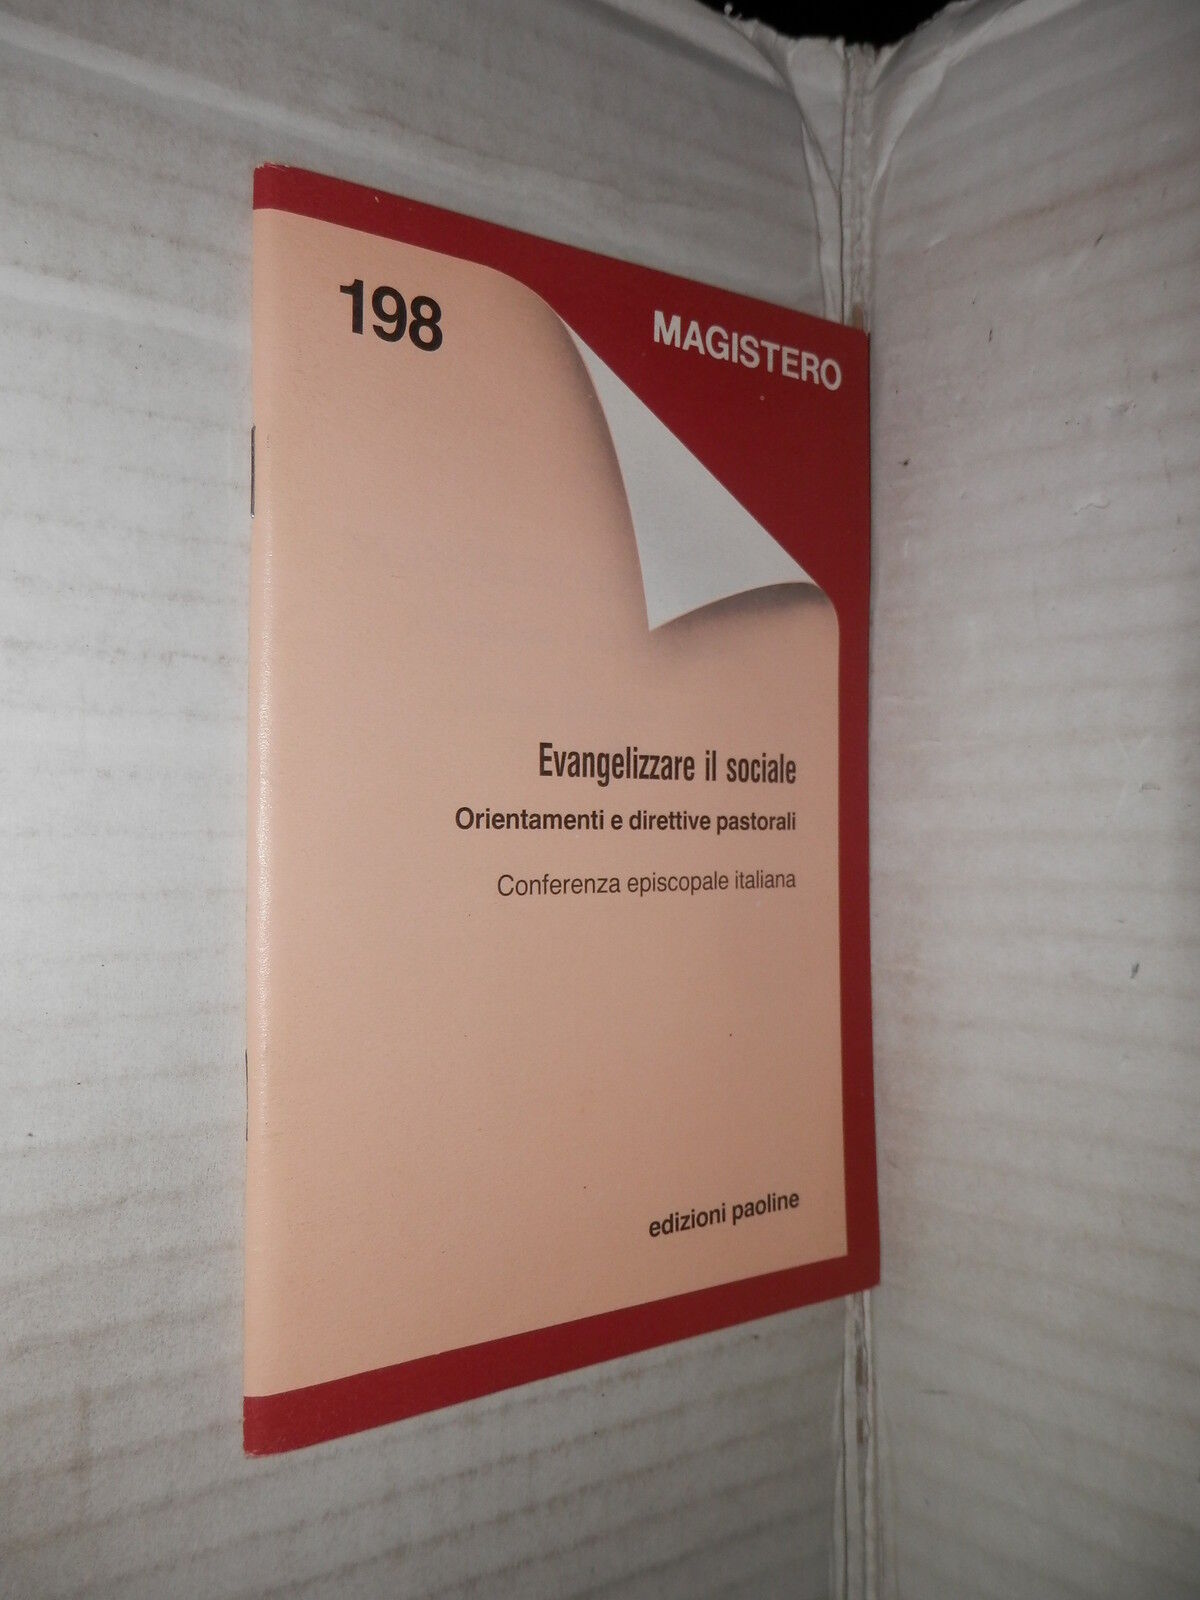 198
MAGISTERO
Evangelizzare il sociale
Orientamenti e direttive pastorali
Conferenza episcopale italiana
edizioni paoline